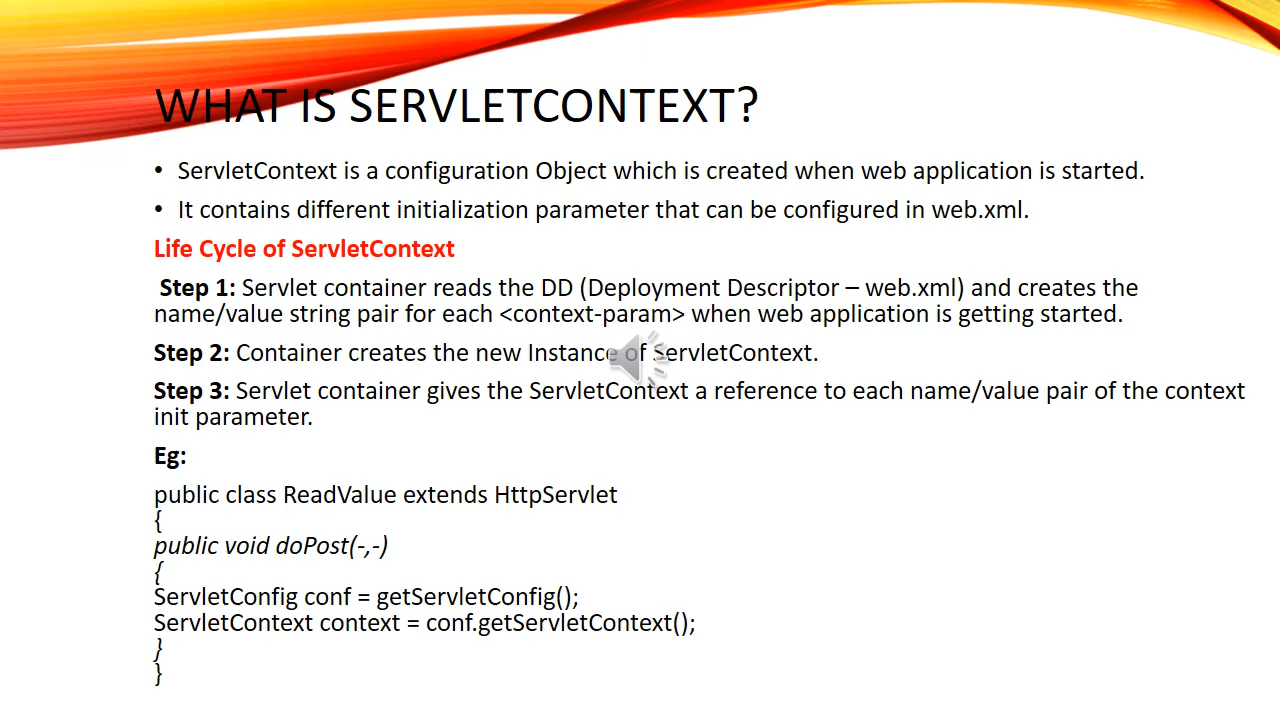 WHAT IS SERVLETCONTEXT?
• ServletContext is a configuration Object which is created when web application is started.
• It contains different initialization parameter that can be configured in web.xml.
Life Cycle of ServletContext
Step 1: Servlet container reads the DD (Deployment Descriptor – web.xml) and creates the
name/value string pair for each <context-param> when web application is getting started.
Step 2: Container creates the new Instance of ServletContext.
Step 3: Servlet container gives the ServletContext a reference to each name/value pair of the context
init parameter.
Eg:
public class ReadValue extends HttpServlet
{
public void doPost(-,-)
{
ServletConfig conf = getServletConfig();
ServletContext context = conf.getServletContext();
}
}